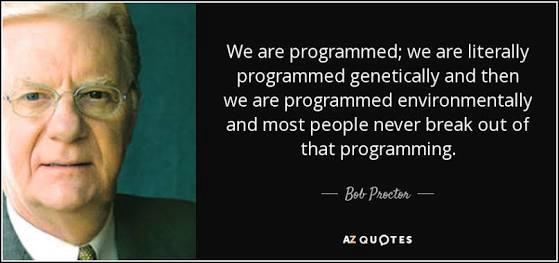 We are programmed; we are literally
programmed genetically and then
we are programmed environmentally
and most people never break out of
that programming.
Bob Proctor
AZ QUOTES